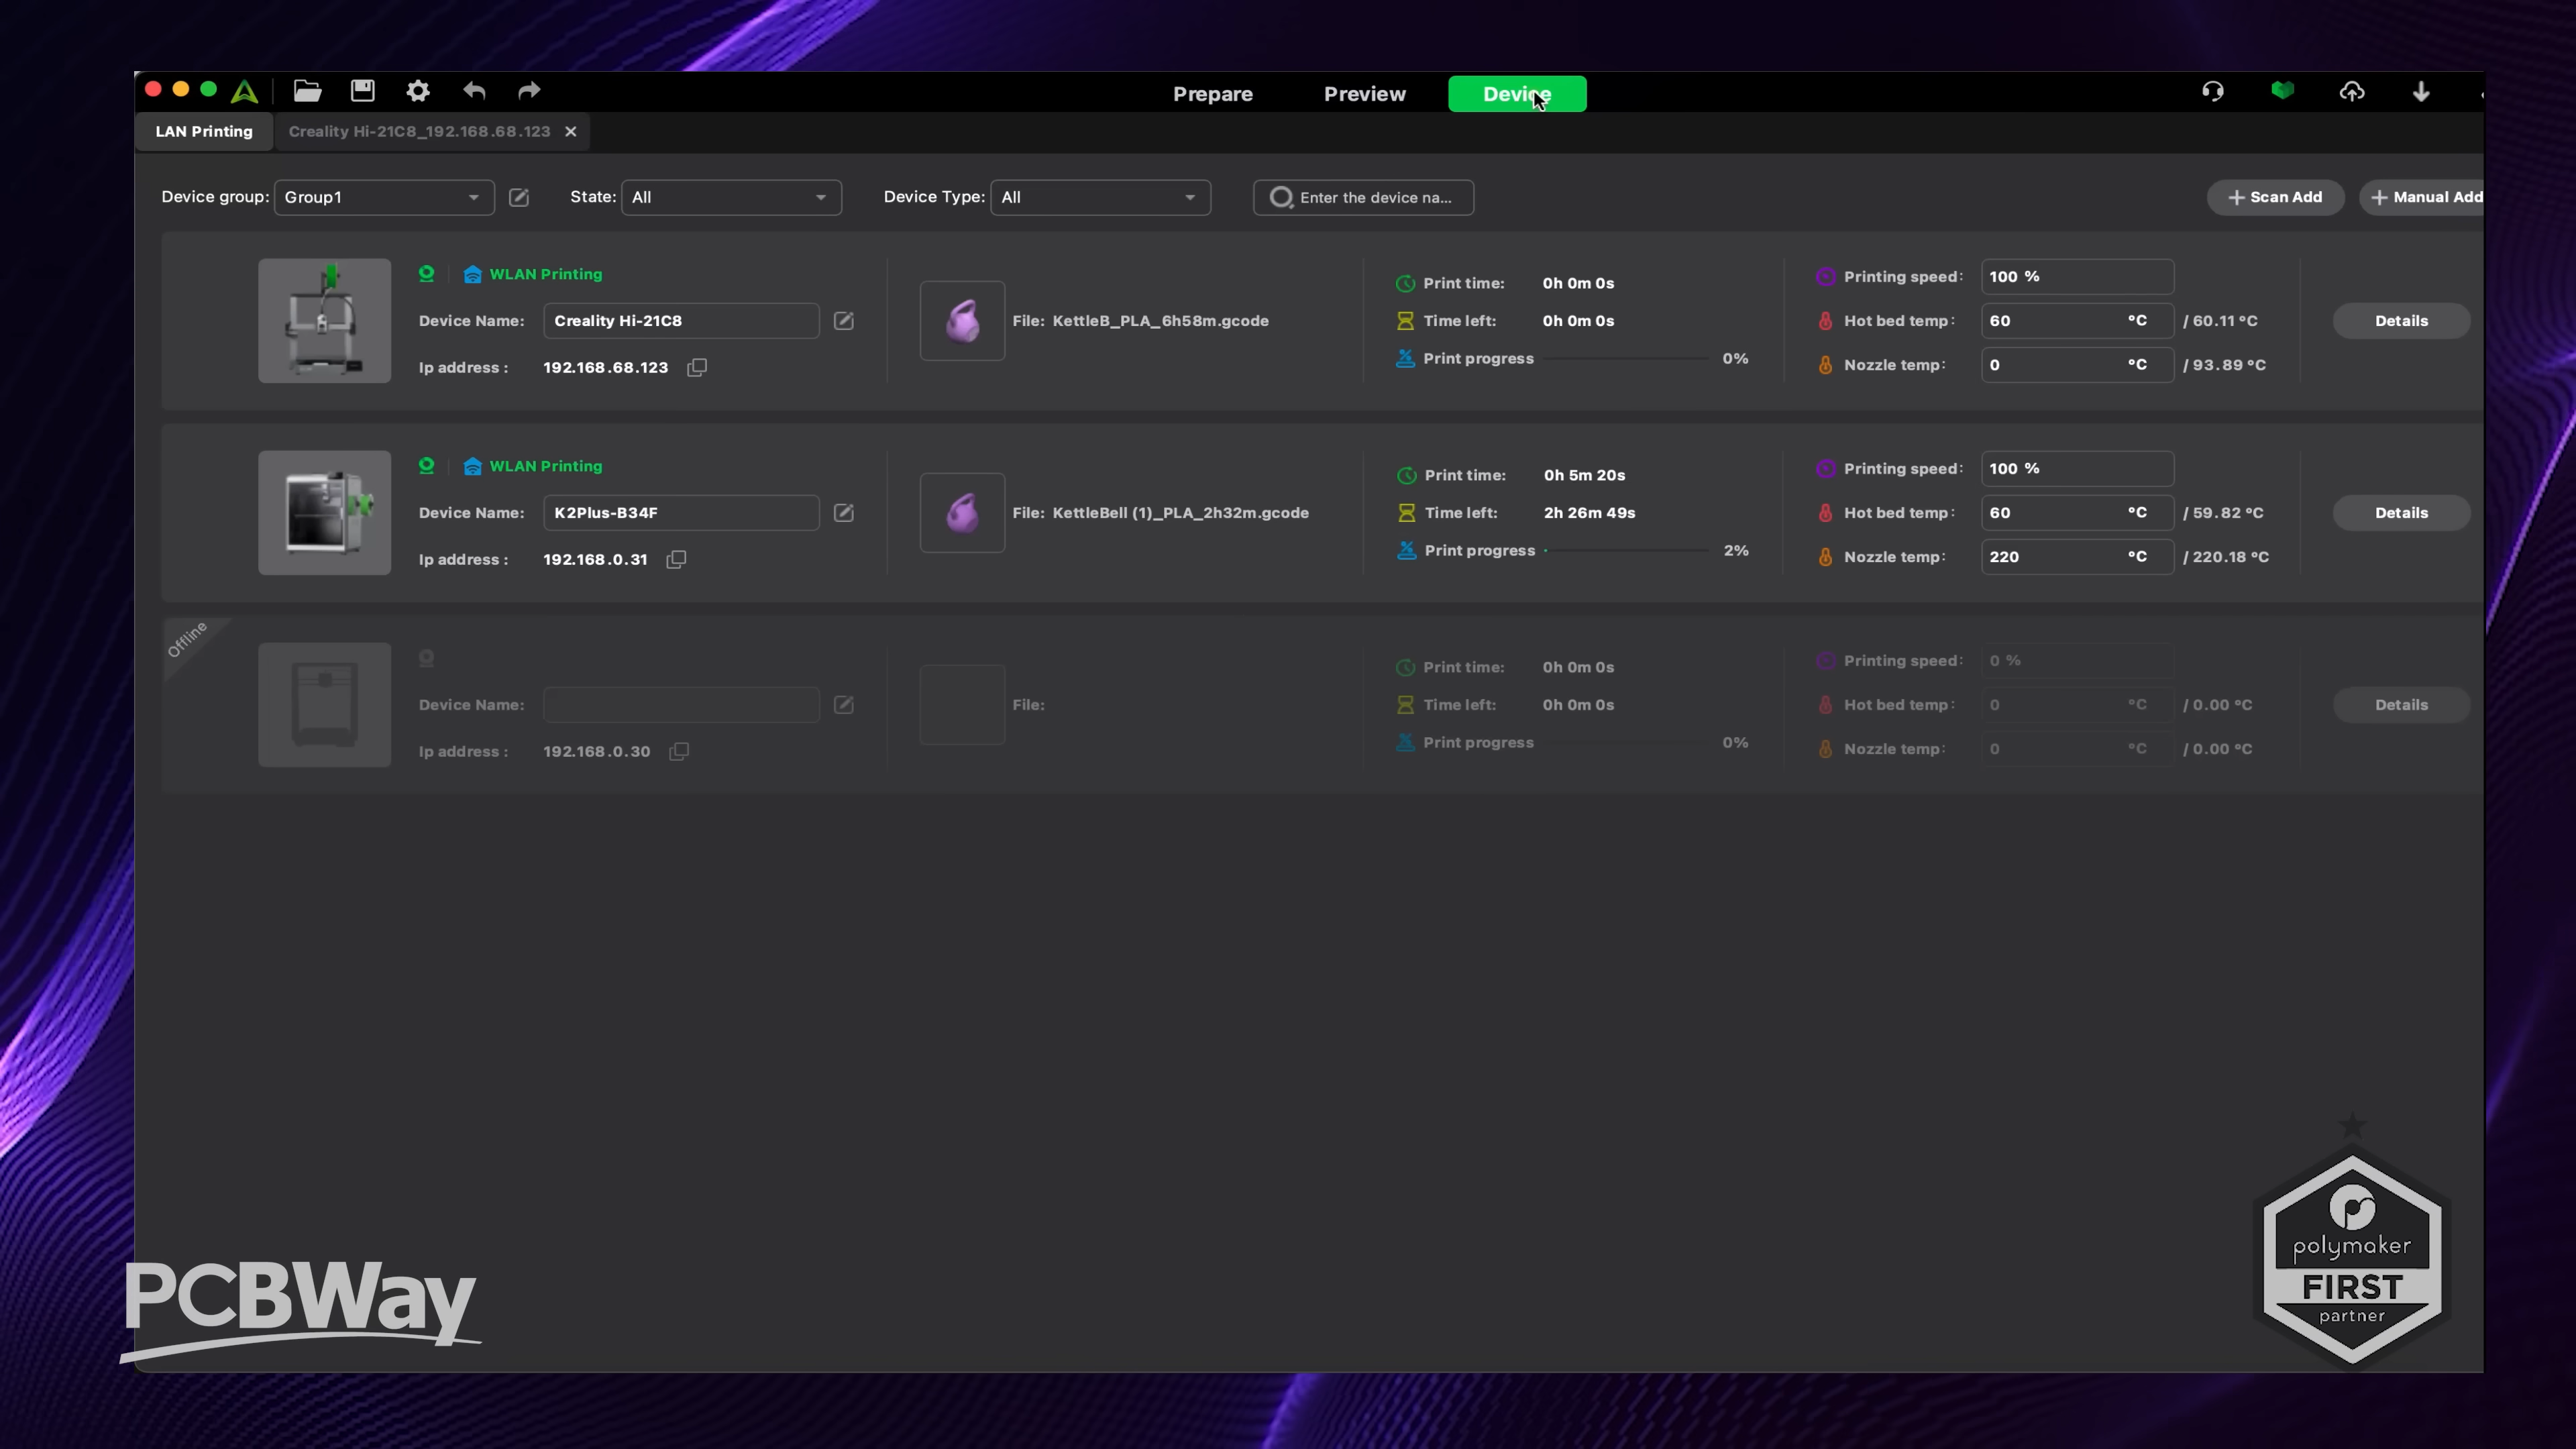 Prepare Preview Device
LAN Printing Creality Hi-21C8_192.168.68.123
Device group: Group1 State: All Device Type: All Enter the device na... + Scan Add + Manual Add
WLAN Printing
Device Name: Creality Hi-21C8
Ip address : 192.168.68.123
File: KettleB_PLA_6h58m.gcode
Print time: 0h 0m 0s
Time left: 0h 0m 0s
Print progress 0%
Printing speed: 100 %
Hot bed temp: 60 °C / 60.11 °C
Nozzle temp: 0 °C / 93.89 °C
Details
WLAN Printing
Device Name: K2Plus-B34F
Ip address : 192.168.0.31
File: KettleBell (1)_PLA_2h32m.gcode
Print time: 0h 5m 20s
Time left: 2h 26m 49s
Print progress 2%
Printing speed: 100 %
Hot bed temp: 60 °C / 59.82 °C
Nozzle temp: 220 °C / 220.18 °C
Details
Offline
Device Name:
Ip address : 192.168.0.30
File:
Print time: 0h 0m 0s
Time left: 0h 0m 0s
Print progress 0%
Printing speed: 0 %
Hot bed temp: 0 °C / 0.00 °C
Nozzle temp: 0 °C / 0.00 °C
Details
PCBWay
polymaker
FIRST
partner